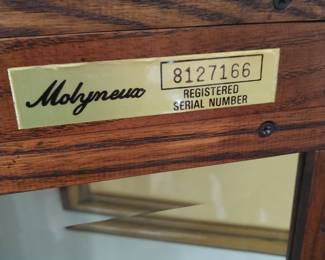 Molyneux
8127166
REGISTERED
SERIAL NUMBER